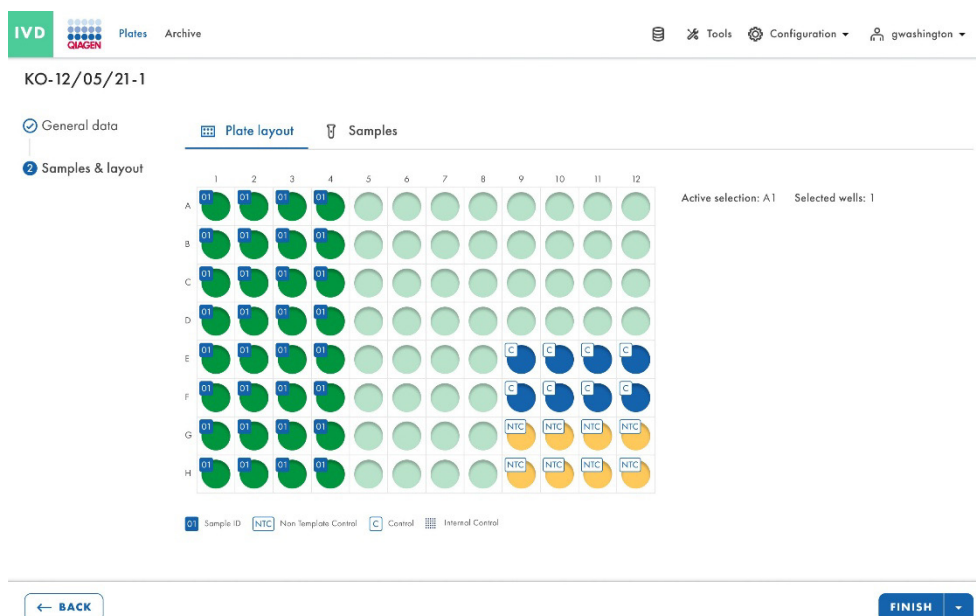 IVD QIAGEN Plates Archive Tools Configuration gwashington
KO-12/05/21-1
General data
Plate layout Samples
2 Samples & layout
1 2 3 4 5 6 7 8 9 10 11 12
Active selection: A1 Selected wells: 1
A 01 01 01 01
B 01 01 01 01
C 01 01 01 01
D 01 01 01 01
E 01 01 01 01 C C C C
F 01 01 01 01 C C C C
G 01 01 01 01 NTC NTC NTC NTC
H 01 01 01 01 NTC NTC NTC NTC
01 Sample ID NTC Non Template Control C Control Internal Control
← BACK FINISH